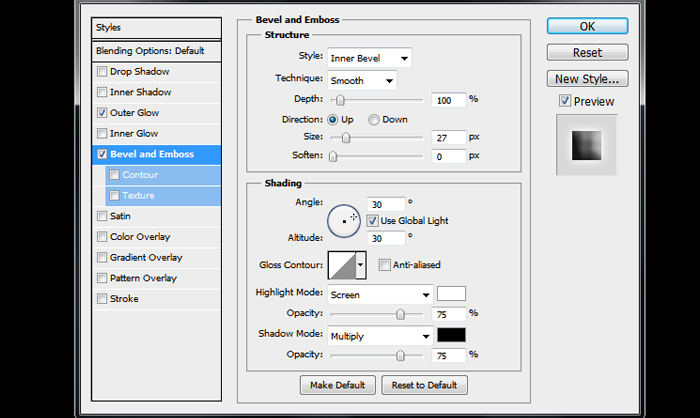 Styles
Blending Options: Default
Drop Shadow
Inner Shadow
Outer Glow
Inner Glow
Bevel and Emboss
Contour
Texture
Satin
Color Overlay
Gradient Overlay
Pattern Overlay
Stroke
Bevel and Emboss
Structure
Style: Inner Bevel
Technique: Smooth
Depth: 100 %
Direction: Up Down
Size: 27 px
Soften: 0 px
Shading
Angle: 30 °
Use Global Light
Altitude: 30 °
Gloss Contour: Anti-aliased
Highlight Mode: Screen
Opacity: 75 %
Shadow Mode: Multiply
Opacity: 75 %
Make Default Reset to Default
OK
Reset
New Style...
Preview